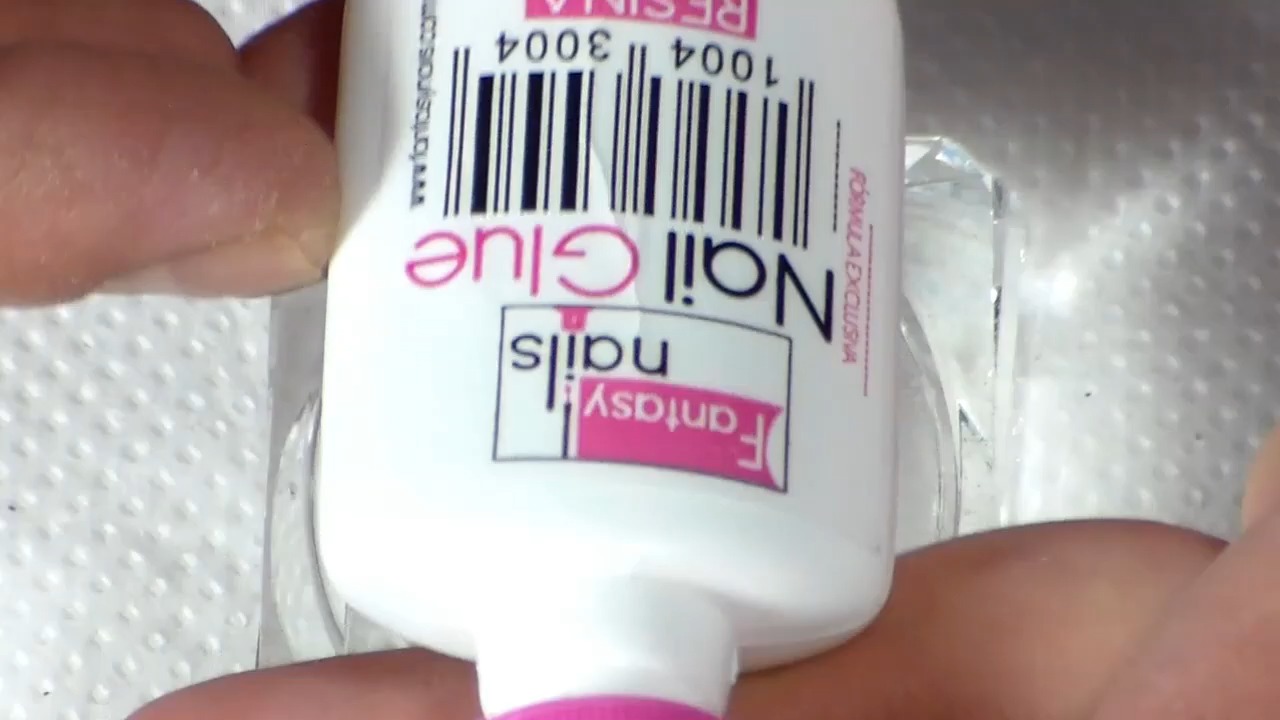 Fantasy
nails
Nail Glue
FÓRMULA EXCLUSIVA
1004 3004
RESINA